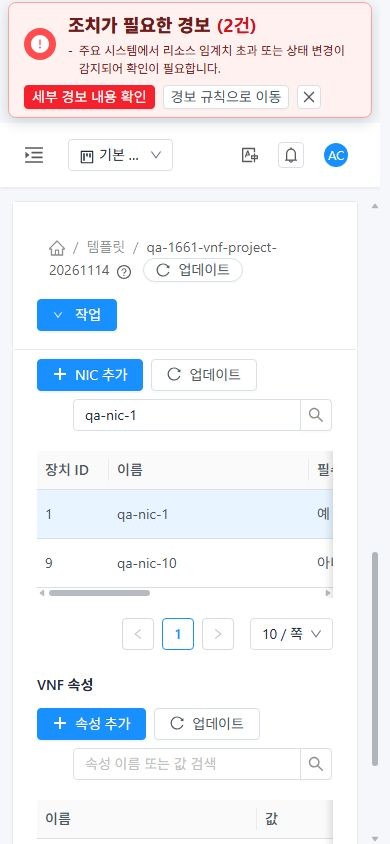 조치가 필요한 경보 (2건)
- 주요 시스템에서 리소스 임계치 초과 또는 상태 변경이
감지되어 확인이 필요합니다.
세부 경보 내용 확인 경보 규칙으로 이동
기본 ... AC
/ 템플릿 / qa-1661-vnf-project-
20261114 업데이트
작업
NIC 추가 업데이트
qa-nic-1
장치 ID 이름
1 qa-nic-1 예
9 qa-nic-10
1 10 / 쪽
VNF 속성
속성 추가 업데이트
속성 이름 또는 값 검색
이름 값